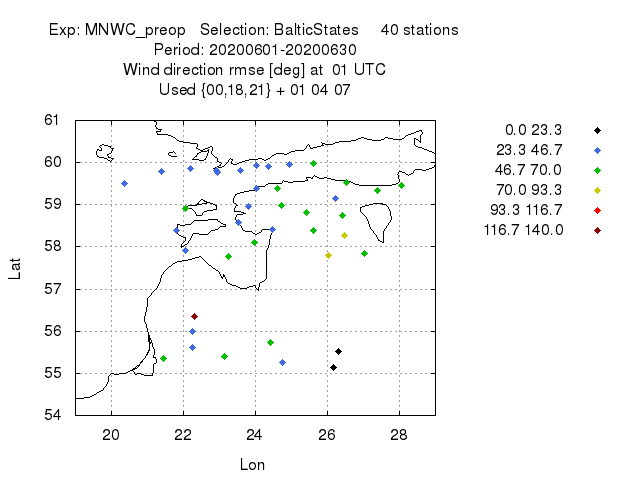 Exp: MNWC_preop Selection: BalticStates 40 stations
Period: 20200601-20200630
Wind direction rmse [deg] at 01 UTC
Used {00,18,21} + 01 04 07
61
60
59
58
57
56
55
54
Lat
20 22 24 26 28
Lon
0.0 23.3
23.3 46.7
46.7 70.0
70.0 93.3
93.3 116.7
116.7 140.0